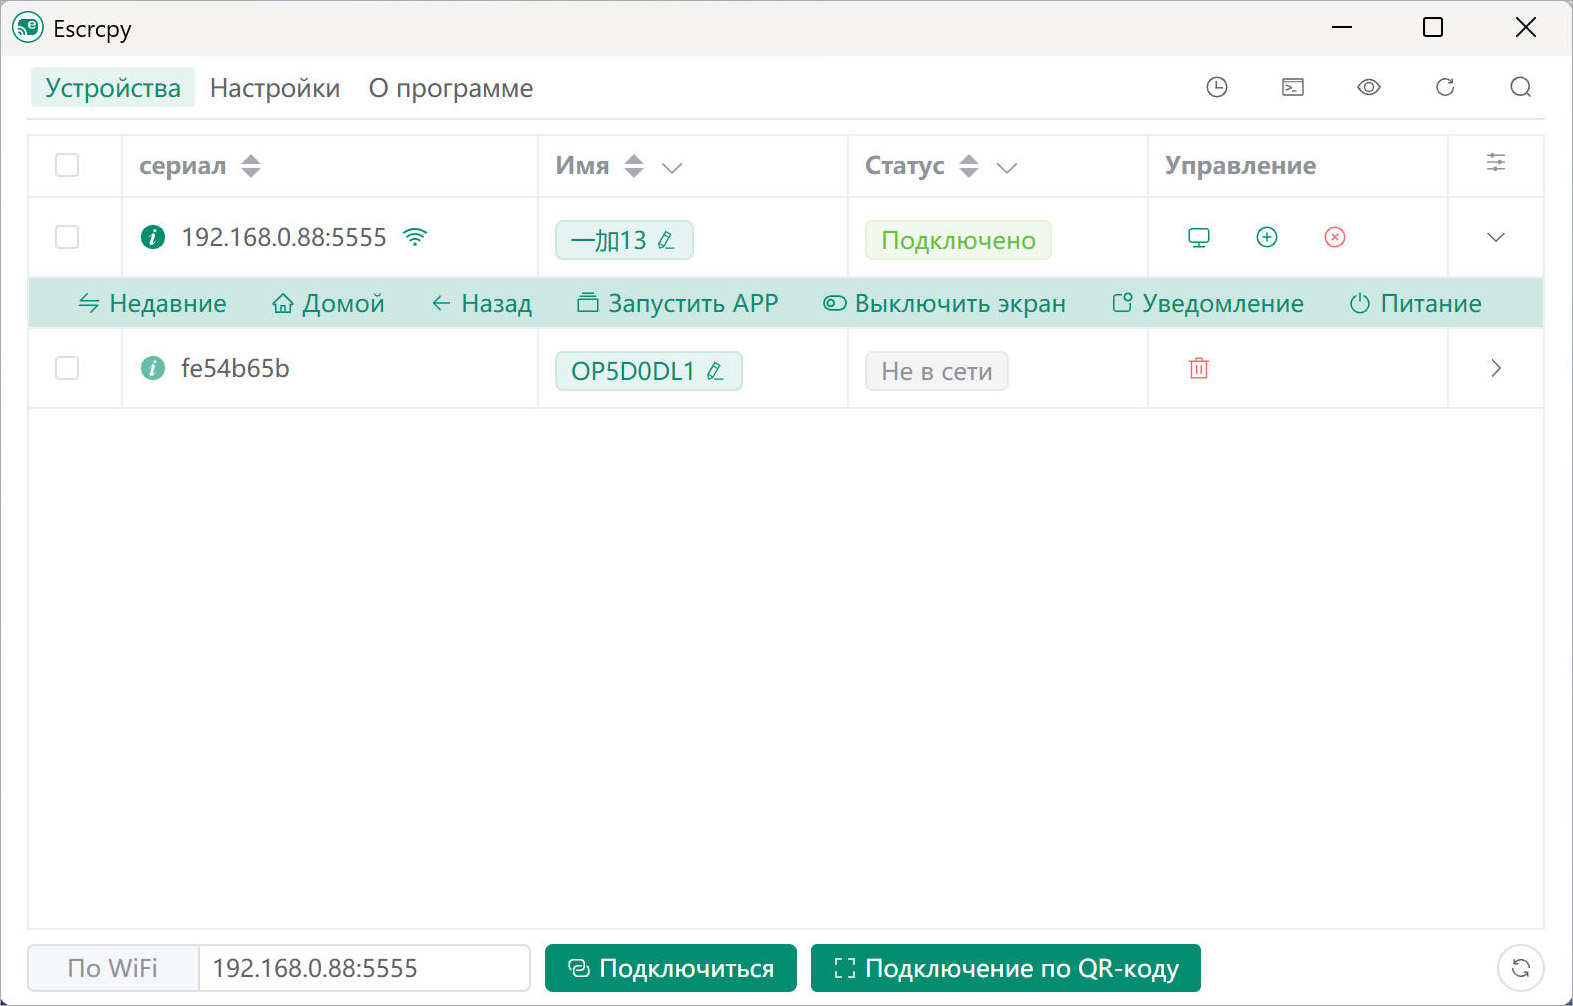 Escrcpy
Устройства Настройки О программе
сериал Имя Статус Управление
192.168.0.88:5555 一加13 Подключено
Недавние Домой Назад Запустить APP Выключить экран Уведомление Питание
fe54b65b OP5D0DL1 Не в сети
По WiFi 192.168.0.88:5555 Подключиться Подключение по QR-коду